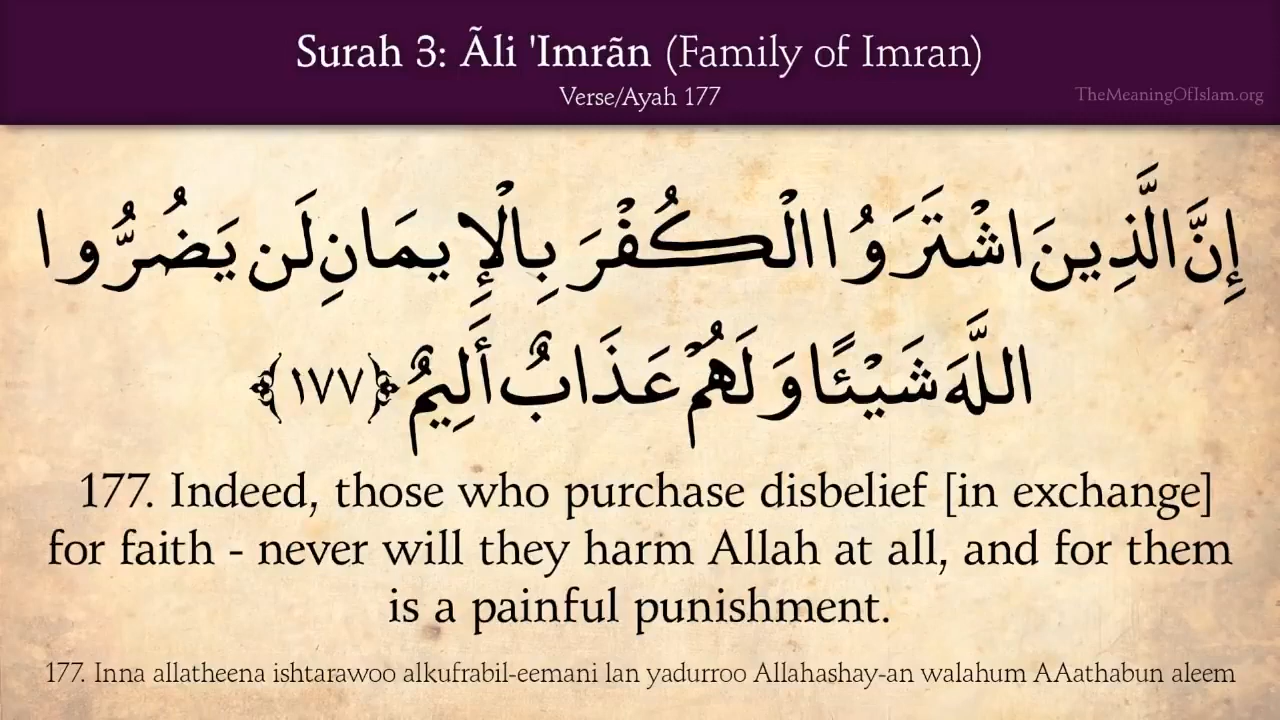 Surah 3: Ãli 'Imrãn (Family of Imran)
Verse/Ayah 177
TheMeaningOfIslam.org
إِنَّ الَّذِينَ اشْتَرَوُا الْكُفْرَ بِالْإِيمَانِ لَن يَضُرُّوا
اللَّهَ شَيْئًا وَلَهُمْ عَذَابٌ أَلِيمٌ ﴿١٧٧﴾
177. Indeed, those who purchase disbelief [in exchange]
for faith - never will they harm Allah at all, and for them
is a painful punishment.
177. Inna allatheena ishtarawoo alkufrabil-eemani lan yadurroo Allahashay-an walahum AAathabun aleem